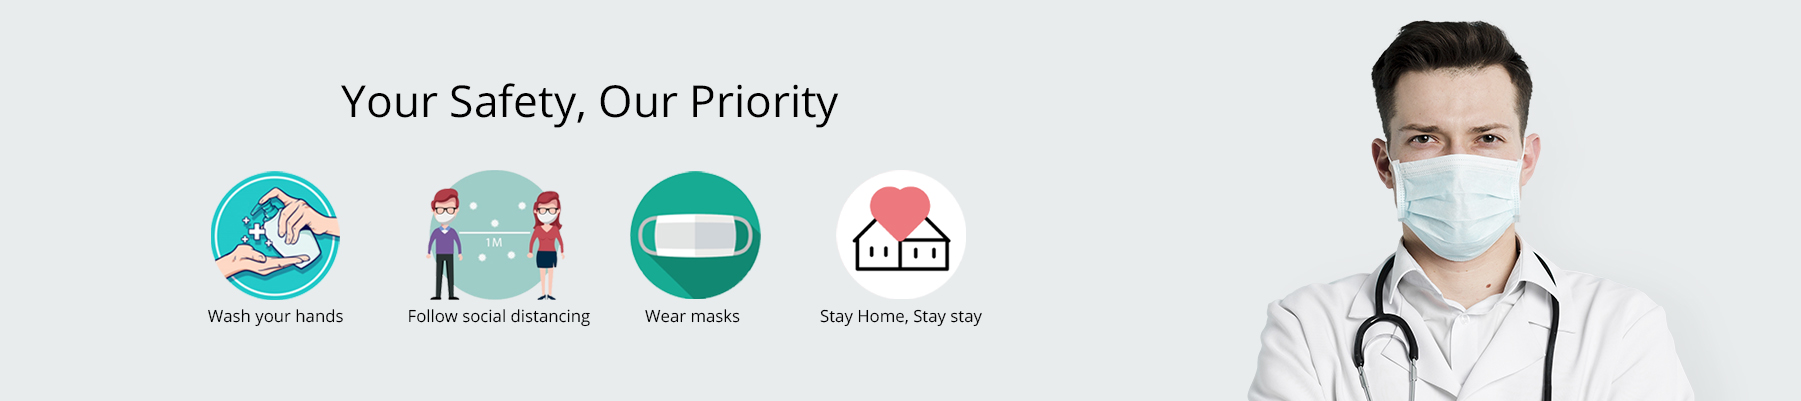 Your Safety, Our Priority
1M
Wash your hands
Follow social distancing
Wear masks
Stay Home, Stay stay